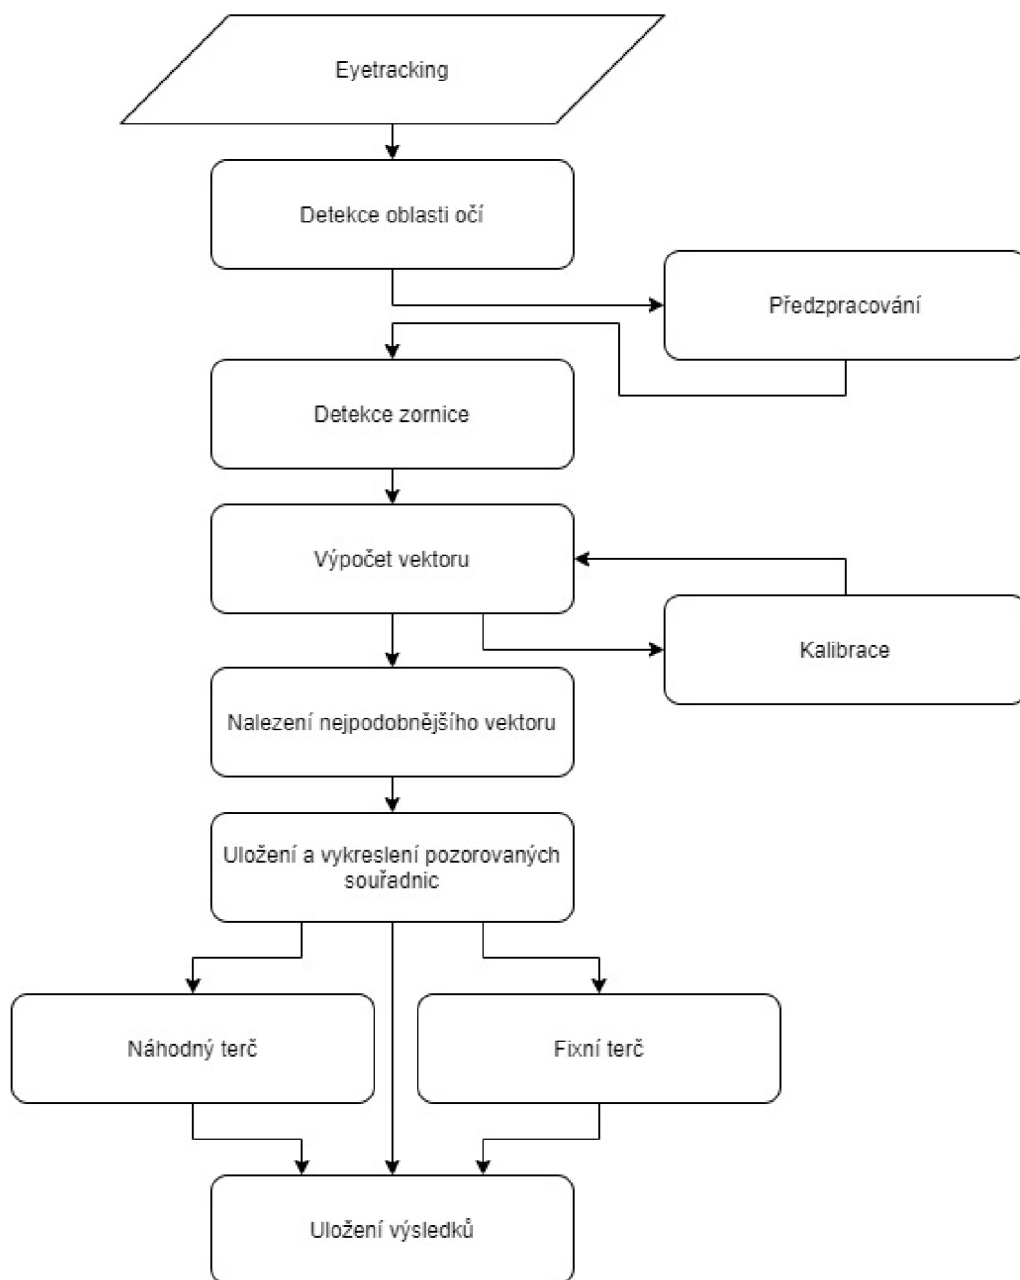 Eyetracking
Detekce oblasti očí
Předzpracování
Detekce zornice
Výpočet vektoru
Kalibrace
Nalezení nejpodobnějšího vektoru
Uložení a vykreslení pozorovaných
souřadnic
Náhodný terč
Fixní terč
Uložení výsledků